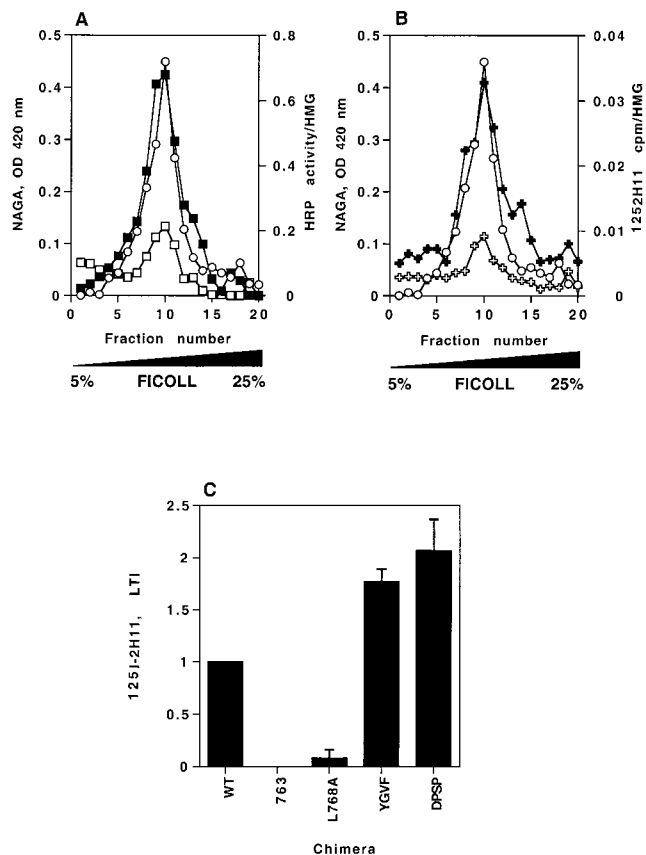 A
NAGA, OD 420 nm
0.5
0.4
0.3
0.2
0.1
0
0.8
0.6
0.4
0.2
0
HRP activity/HMG
0 5 10 15 20
Fraction number
5% FICOLL 25%
B
NAGA, OD 420 nm
0.5
0.4
0.3
0.2
0.1
0
0.04
0.03
0.02
0.01
0
1252H11 cpm/HMG
0 5 10 15 20
Fraction number
5% FICOLL 25%
C
125I-2H11, LTI
2.5
2
1.5
1
0.5
0
WT
763
L768A
YGVF
DPSP
Chimera